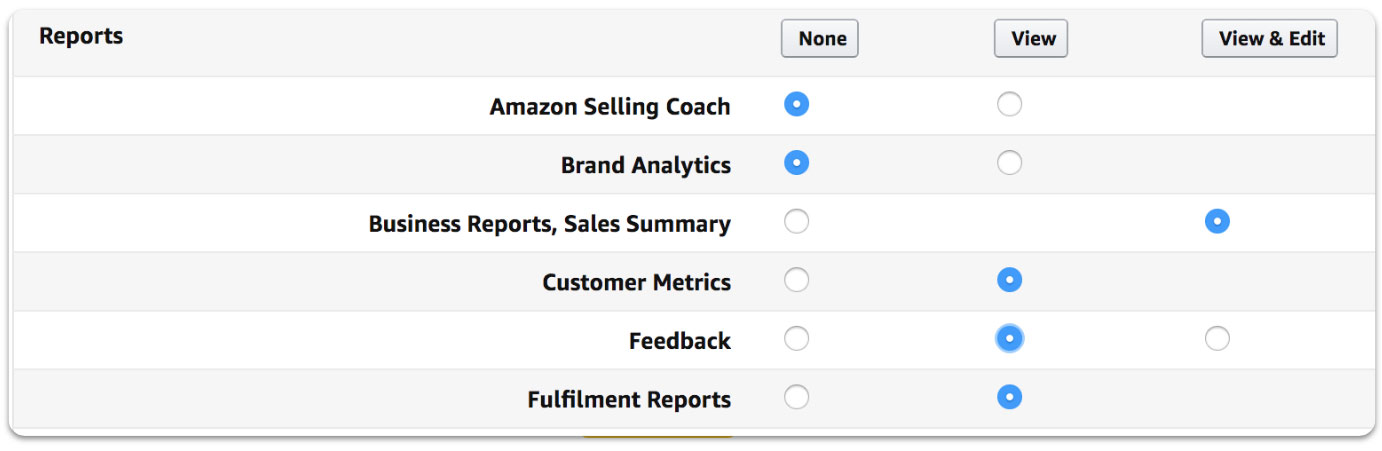 Reports None View View & Edit
Amazon Selling Coach
Brand Analytics
Business Reports, Sales Summary
Customer Metrics
Feedback
Fulfilment Reports